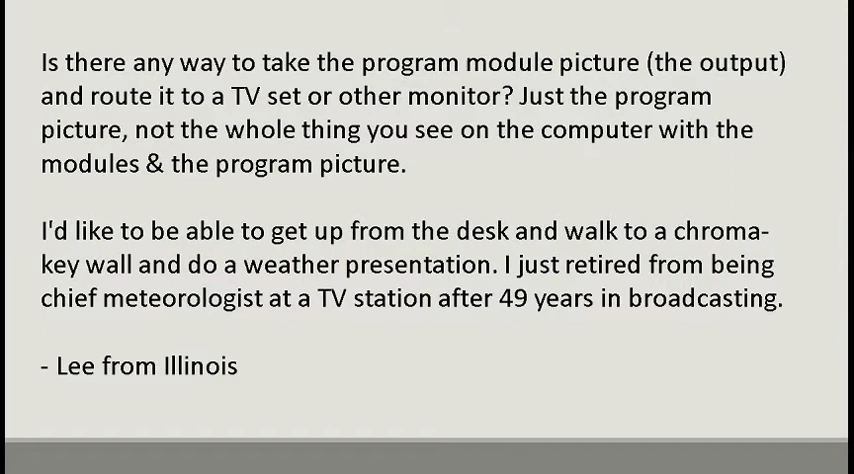 Is there any way to take the program module picture (the output)
and route it to a TV set or other monitor? Just the program
picture, not the whole thing you see on the computer with the
modules & the program picture.
I'd like to be able to get up from the desk and walk to a chroma-
key wall and do a weather presentation. I just retired from being
chief meteorologist at a TV station after 49 years in broadcasting.
- Lee from Illinois